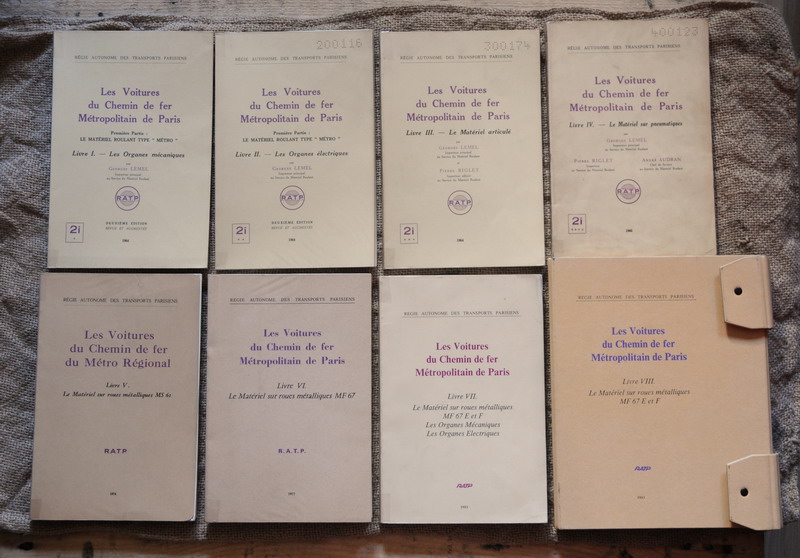 RÉGIE AUTONOME DES TRANSPORTS PARISIENS
Les Voitures
du Chemin de fer
Métropolitain de Paris
Première Partie :
LE MATÉRIEL ROULANT TYPE "MÉTRO"
Livre I. — Les Organes mécaniques
par
Georges LEMEL
RATP
DEUXIÈME ÉDITION
REVUE ET AUGMENTÉE
2i
200116
RÉGIE AUTONOME DES TRANSPORTS PARISIENS
Les Voitures
du Chemin de fer
Métropolitain de Paris
Première Partie :
LE MATÉRIEL ROULANT TYPE "MÉTRO"
Livre II. — Les Organes électriques
par
Georges LEMEL
RATP
DEUXIÈME ÉDITION
REVUE ET AUGMENTÉE
2i
300174
RÉGIE AUTONOME DES TRANSPORTS PARISIENS
Les Voitures
du Chemin de fer
Métropolitain de Paris
Livre III. — Le Matériel articulé
par
Georges LEMEL
Pierre RIGLET
RATP
2i
400123
RÉGIE AUTONOME DES TRANSPORTS PARISIENS
Les Voitures
du Chemin de fer
Métropolitain de Paris
Livre IV. — Le Matériel sur pneumatiques
par
Georges LEMEL
Pierre RIGLET
RATP
2i
RÉGIE AUTONOME DES TRANSPORTS PARISIENS
Les Voitures
du Chemin de fer
du Métro Régional
Livre V.
Le Matériel sur roues métalliques MS 61
R.A.T.P.
RÉGIE AUTONOME DES TRANSPORTS PARISIENS
Les Voitures
du Chemin de fer
Métropolitain de Paris
Livre VI.
Le Matériel sur roues métalliques MF 67
R.A.T.P.
RÉGIE AUTONOME DES TRANSPORTS PARISIENS
Les Voitures
du Chemin de fer
Métropolitain de Paris
Livre VII.
Le Matériel sur roues métalliques
MF 67 E et F
Les Organes Mécaniques
Les Organes Electriques
RATP
RÉGIE AUTONOME DES TRANSPORTS PARISIENS
Les Voitures
du Chemin de fer
Métropolitain de Paris
Livre VIII.
Le Matériel sur roues métalliques
MF 67 E et F
RATP